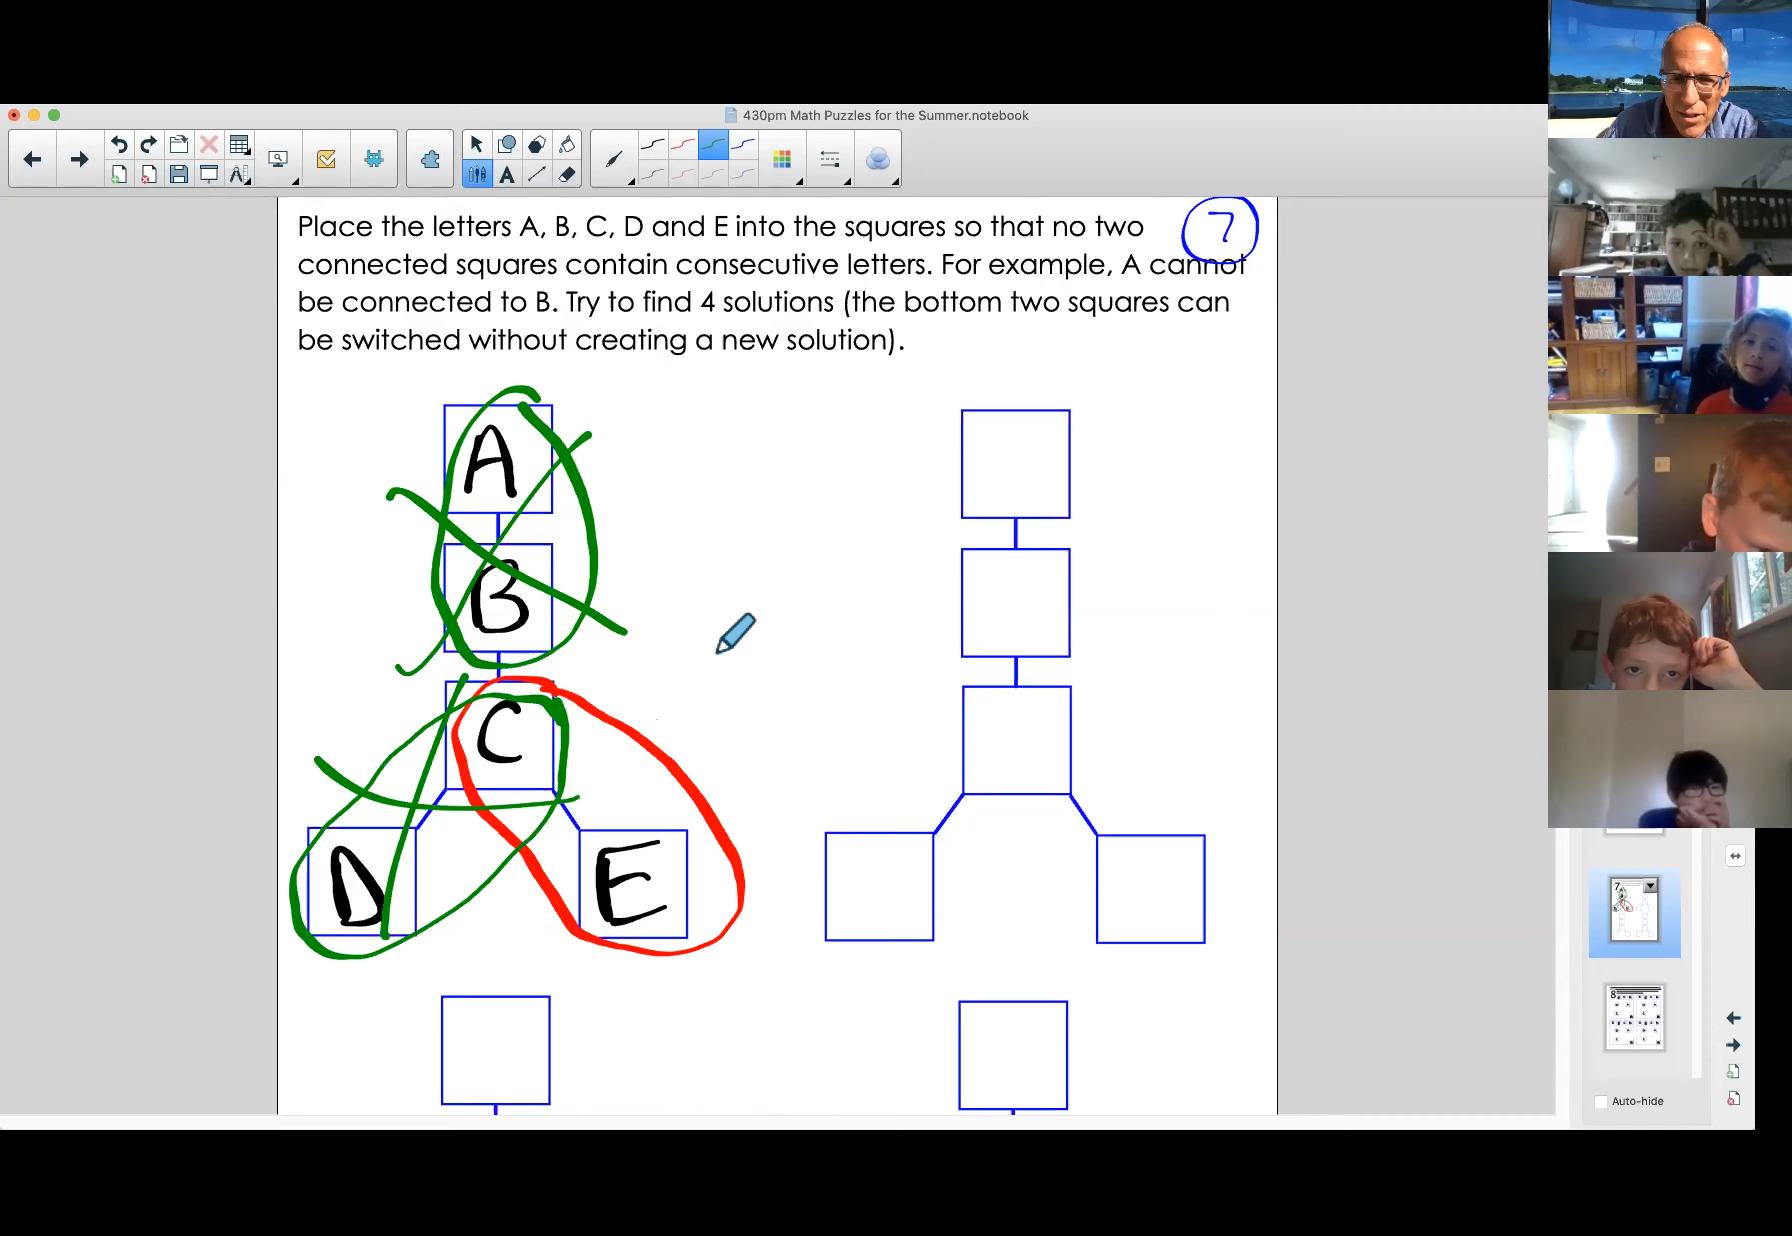 430pm Math Puzzles for the Summer.notebook
A
Place the letters A, B, C, D and E into the squares so that no two
7
connected squares contain consecutive letters. For example, A cannot
be connected to B. Try to find 4 solutions (the bottom two squares can
be switched without creating a new solution).
A
B
C
D
E
7
8
Auto-hide